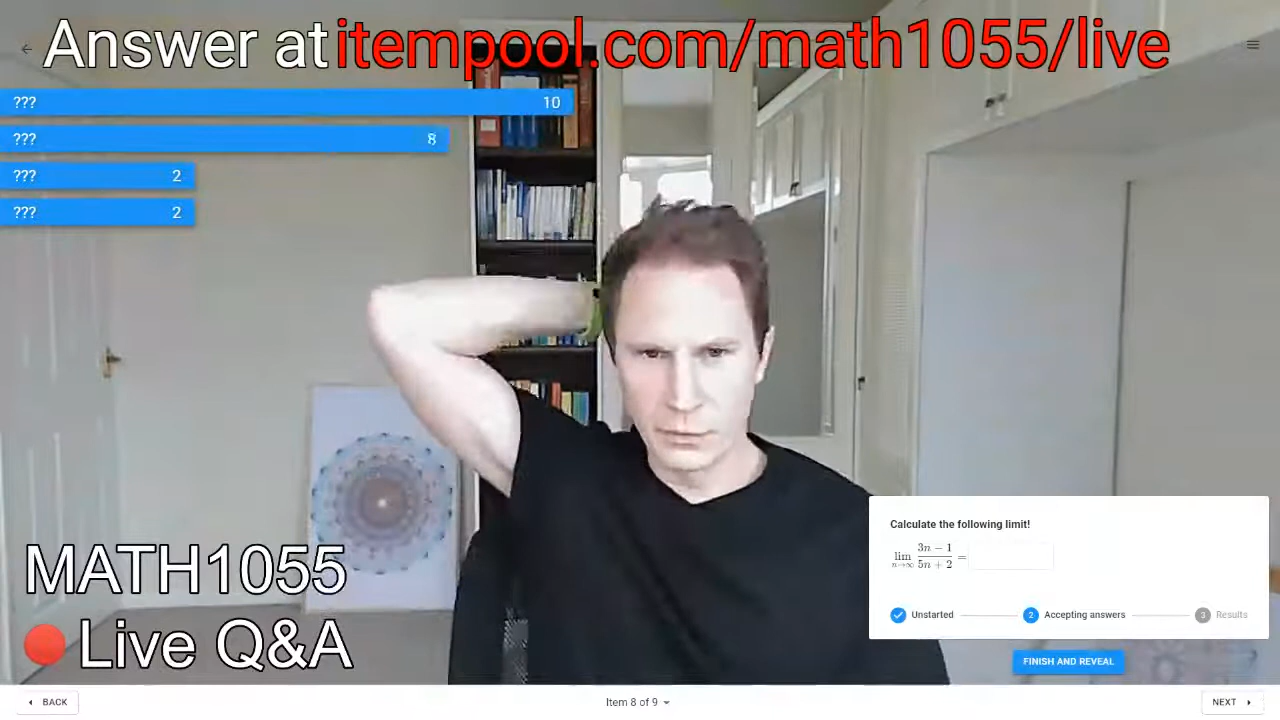 Answer at itempool.com/math1055/live
??? 10
??? 8
??? 2
??? 2
Calculate the following limit!
lim n→∞ 3n − 1 / 5n + 2 =
Unstarted
2 Accepting answers
3 Results
FINISH AND REVEAL
MATH1055
Live Q&A
BACK
Item 8 of 9
NEXT